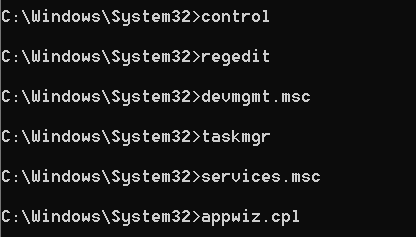 C:\Windows\System32>control
C:\Windows\System32>regedit
C:\Windows\System32>devmgmt.msc
C:\Windows\System32>taskmgr
C:\Windows\System32>services.msc
C:\Windows\System32>appwiz.cpl